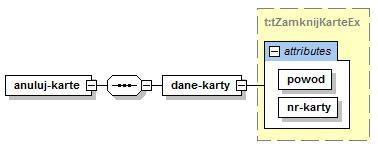 t:tZamknijKarteEx
attributes
anuluj-karte
dane-karty
powod
nr-karty